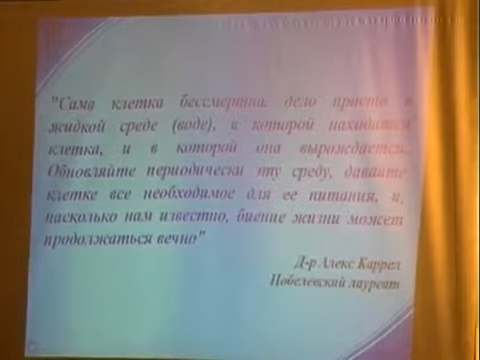 "Сама клетка бессмертна, дело просто в
жидкой среде (воде), в которой находится
клетка, и в которой она вырождается.
Обновляйте периодически эту среду, давайте
клетке все необходимое для ее питания, и,
насколько нам известно, биение жизни может
продолжаться вечно"
Д-р Алекс Каррел
Нобелевский лауреат